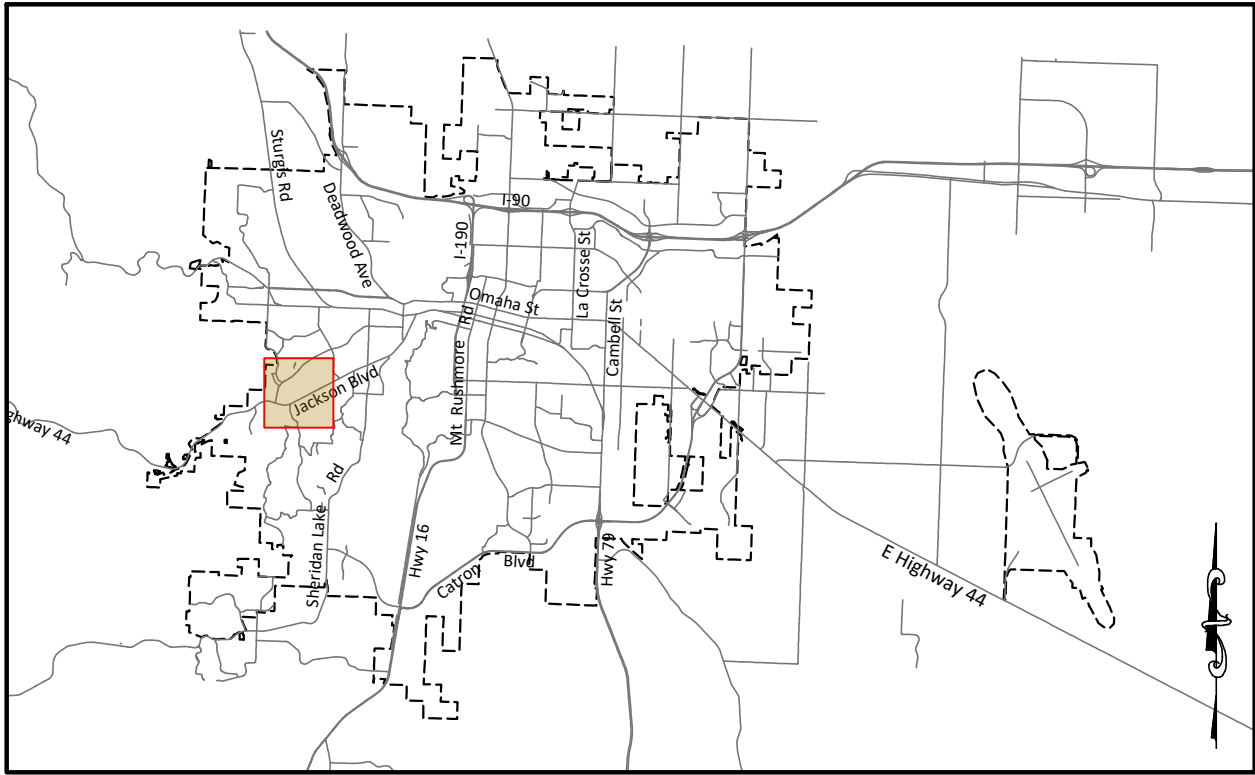 Sturgis Rd
Deadwood Ave
I-90
I-190
La Crosse St
Omaha St
Rd
Mt Rushmore
Cambell St
Jackson Blvd
ghway 44
Rd
Sheridan Lake
Hwy 16
Catron
Blvd
Hwy 79
E Highway 44